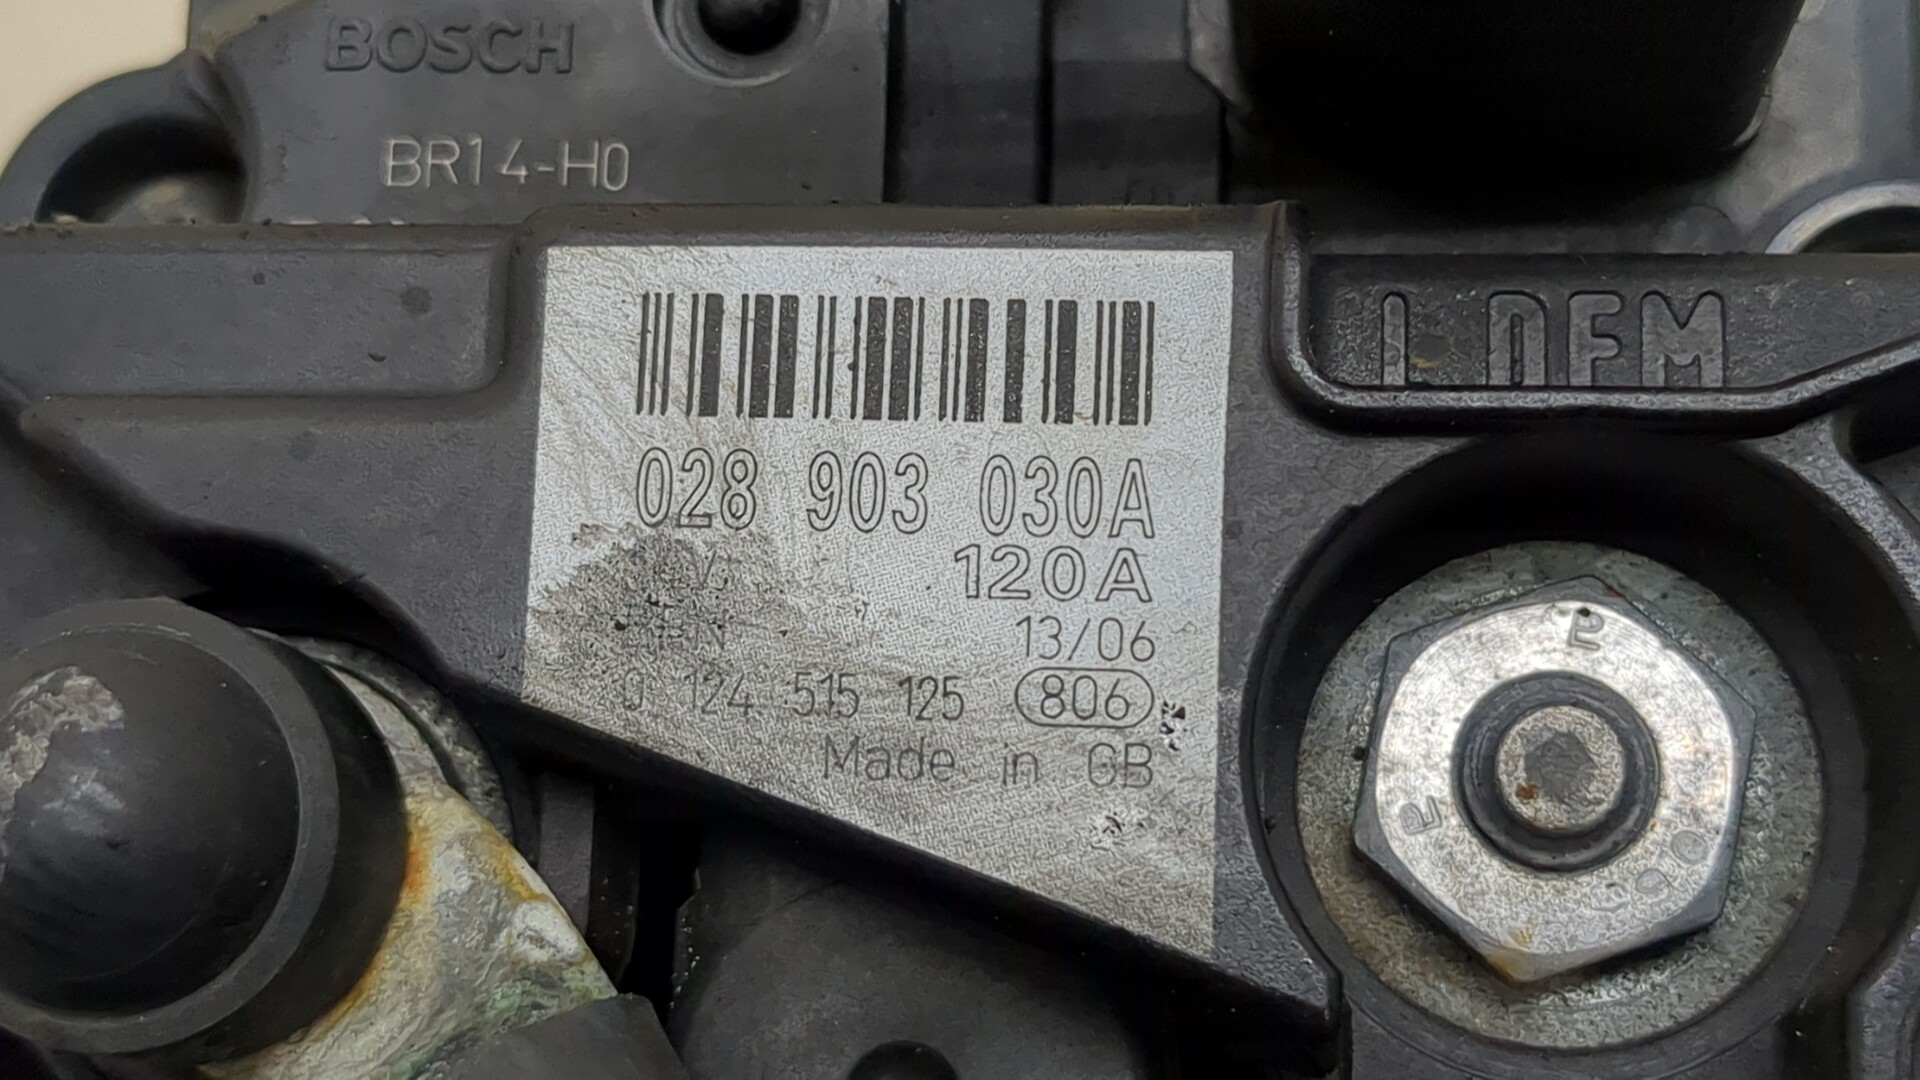 BOSCH
BR14-H0
028 903 030A
V 120A
13/06
0 124 515 125 806
Made in GB